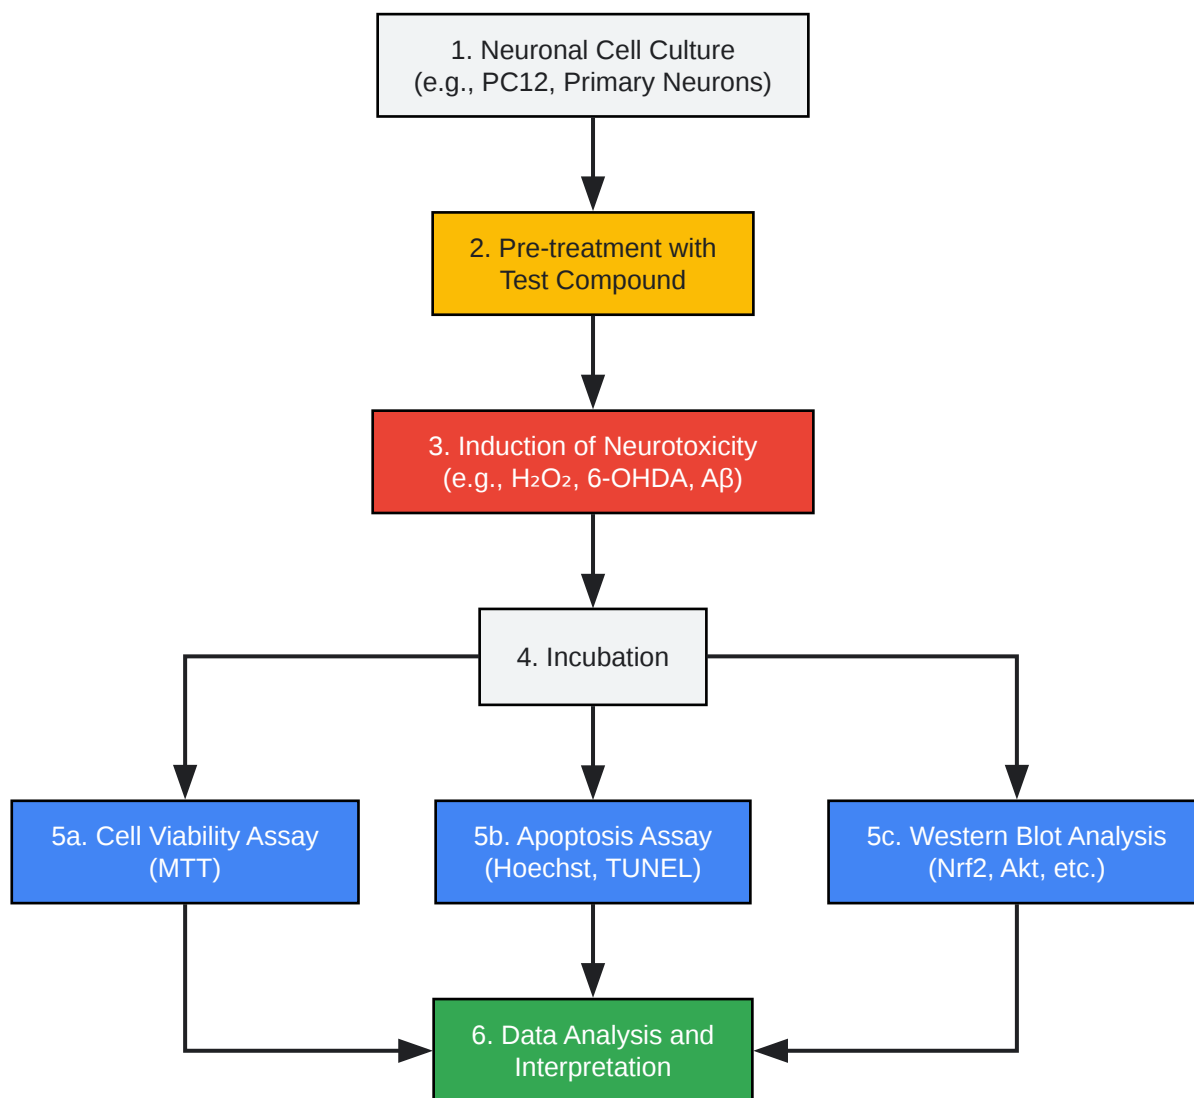 1. Neuronal Cell Culture
(e.g., PC12, Primary Neurons)
2. Pre-treatment with
Test Compound
3. Induction of Neurotoxicity
(e.g., H₂O₂, 6-OHDA, Aβ)
4. Incubation
5a. Cell Viability Assay
(MTT)
5b. Apoptosis Assay
(Hoechst, TUNEL)
5c. Western Blot Analysis
(Nrf2, Akt, etc.)
6. Data Analysis and
Interpretation